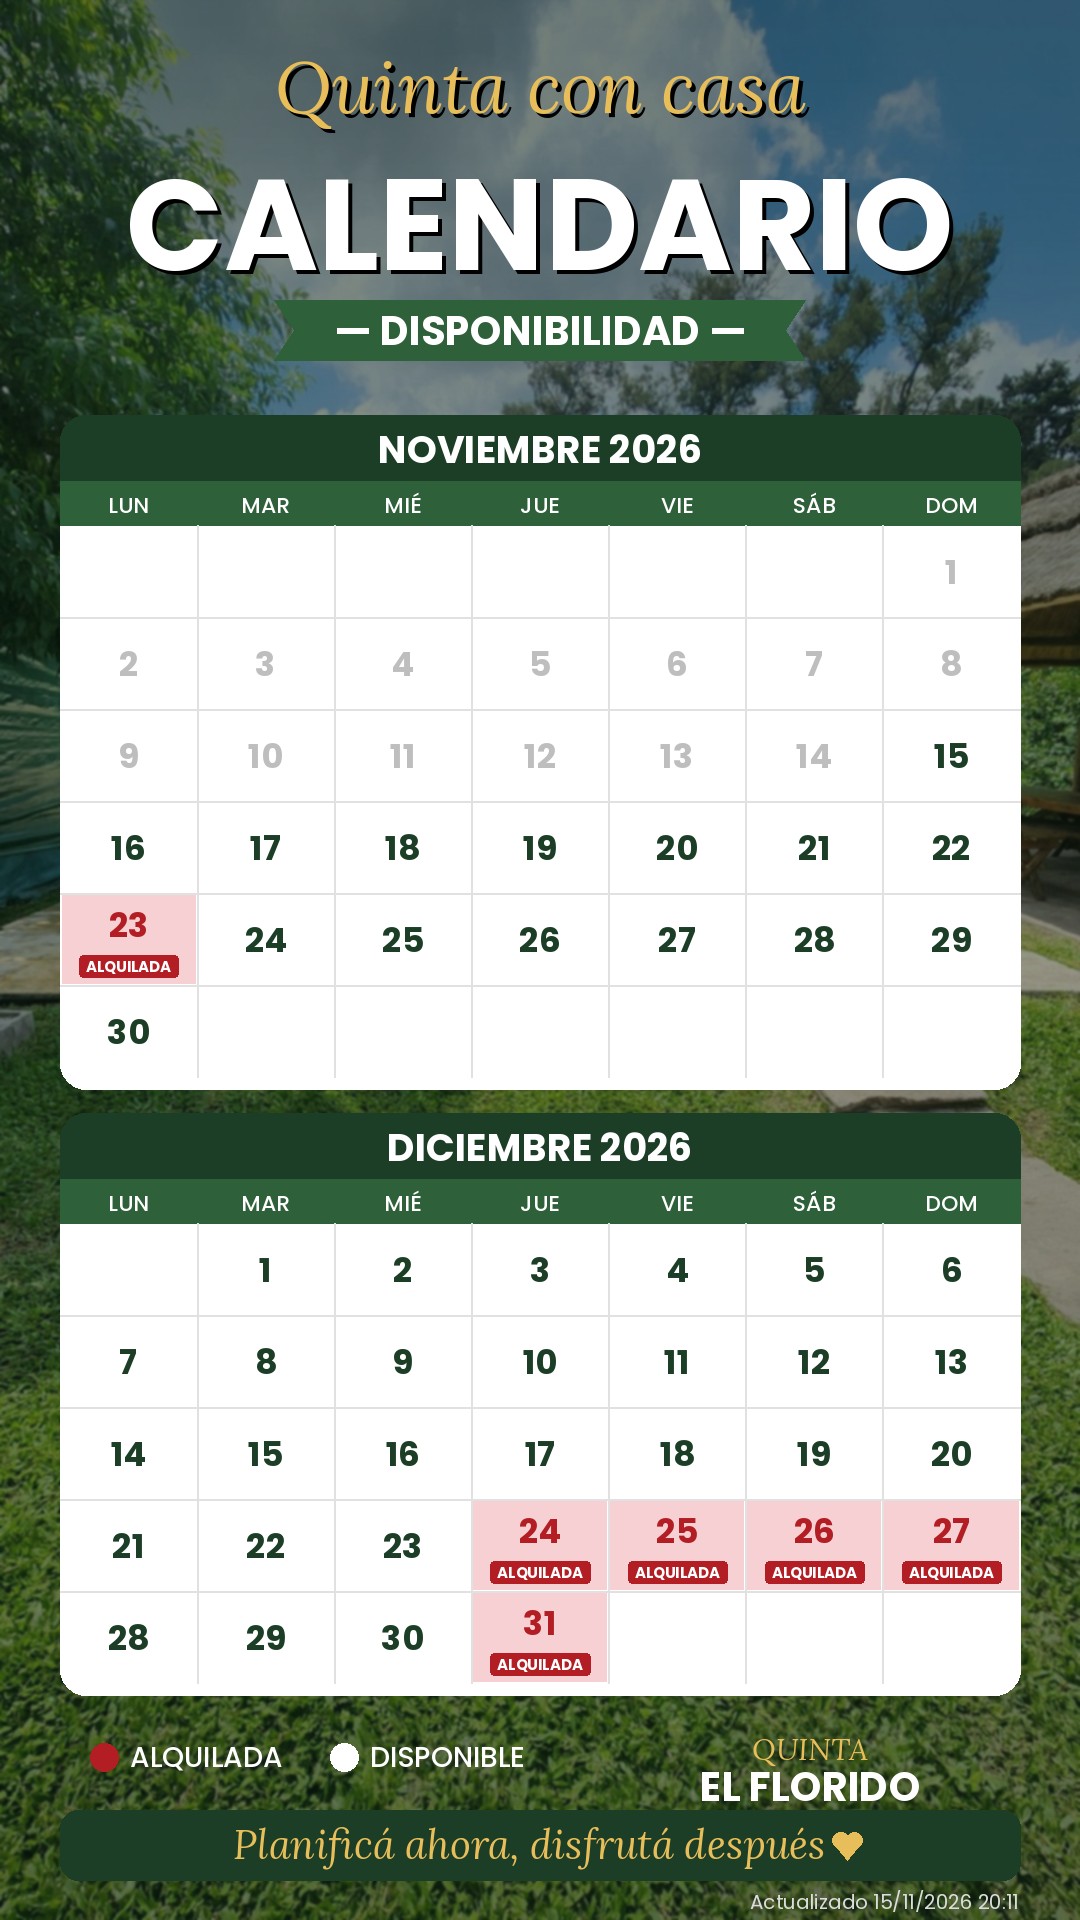 Quinta con casa
CALENDARIO
— DISPONIBILIDAD —
NOVIEMBRE 2026
LUN MAR MIÉ JUE VIE SÁB DOM
1
2 3 4 5 6 7 8
9 10 11 12 13 14 15
16 17 18 19 20 21 22
23 24 25 26 27 28 29
ALQUILADA
30
DICIEMBRE 2026
LUN MAR MIÉ JUE VIE SÁB DOM
1 2 3 4 5 6
7 8 9 10 11 12 13
14 15 16 17 18 19 20
21 22 23 24 25 26 27
ALQUILADA ALQUILADA ALQUILADA ALQUILADA
28 29 30 31
ALQUILADA
ALQUILADA DISPONIBLE
QUINTA
EL FLORIDO
Planificá ahora, disfrutá después
Actualizado 15/11/2026 20:11